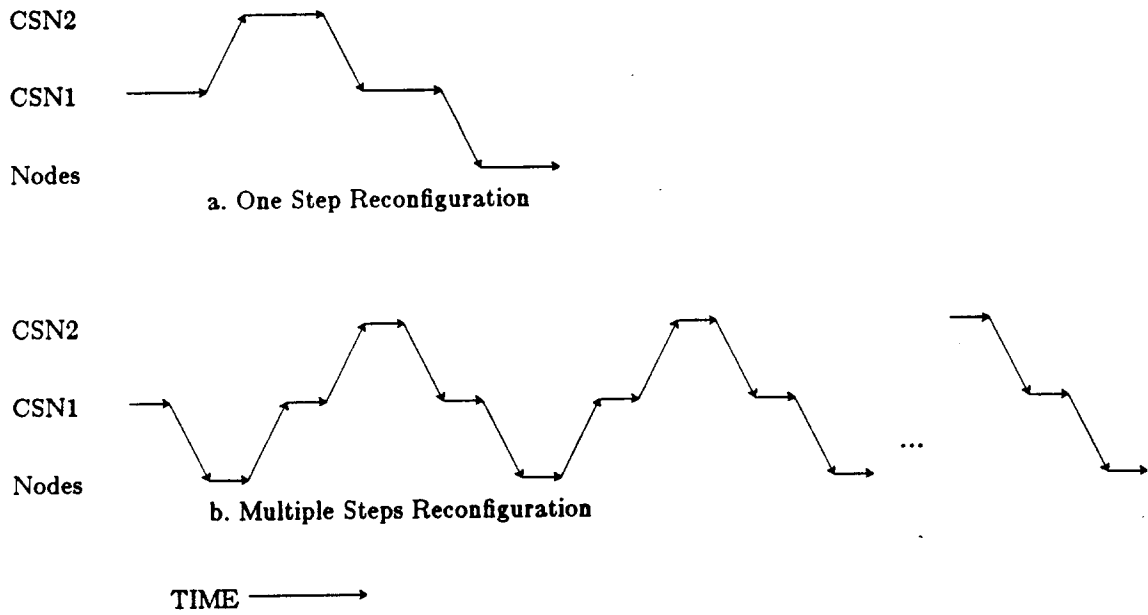 CSN2
CSN1
Nodes
a. One Step Reconfiguration
CSN2
CSN1
...
Nodes
b. Multiple Steps Reconfiguration
TIME